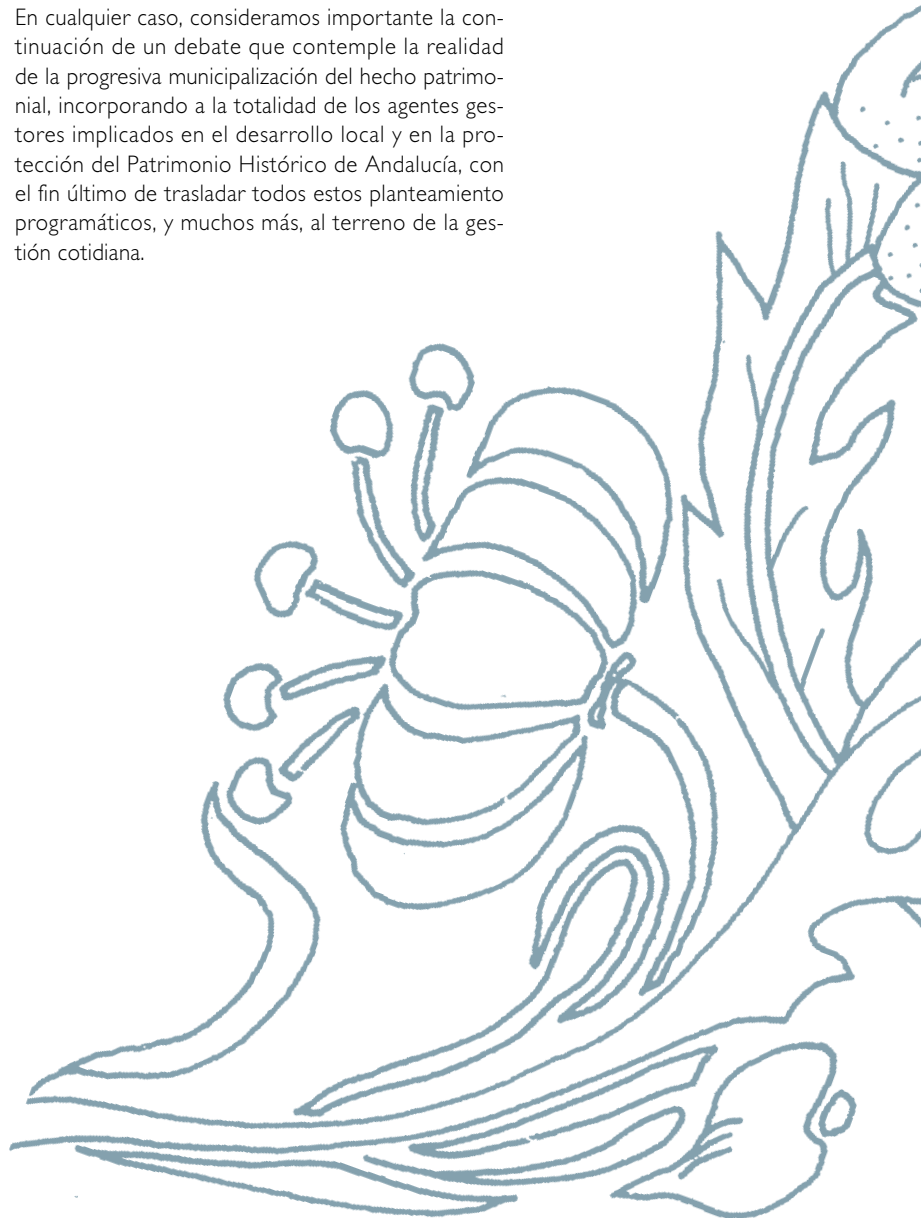 En cualquier caso, consideramos importante la con-
tinuación de un debate que contemple la realidad
de la progresiva municipalización del hecho patrimo-
nial, incorporando a la totalidad de los agentes ges-
tores implicados en el desarrollo local y en la pro-
tección del Patrimonio Histórico de Andalucía, con
el fin último de trasladar todos estos planteamiento
programáticos, y muchos más, al terreno de la ges-
tión cotidiana.